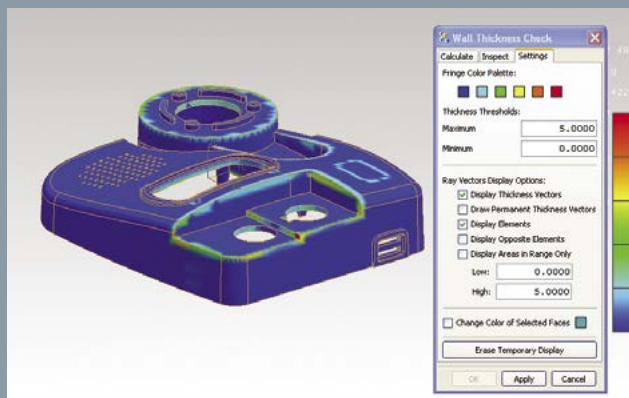 Wall Thickness Check
Calculate Inspect Settings
Fringe Color Palette:
Thickness Thresholds:
Maximum 5.0000
Minimum 0.0000
Ray Vectors Display Options:
Display Thickness Vectors
Draw Permanent Thickness Vectors
Display Elements
Display Opposite Elements
Display Areas in Range Only
Low: 0.0000
High: 5.0000
Change Color of Selected Faces
Erase Temporary Display
OK Apply Cancel